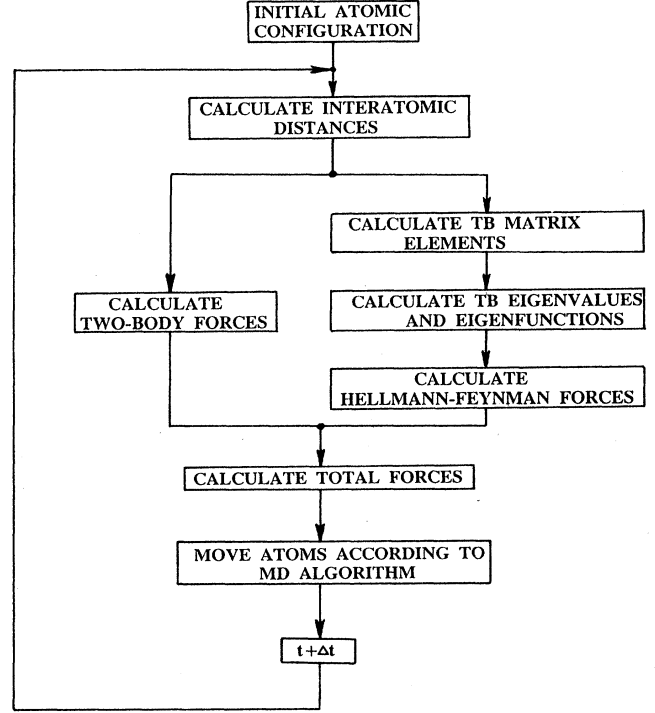 INITIAL ATOMIC
CONFIGURATION
CALCULATE INTERATOMIC
DISTANCES
CALCULATE TB MATRIX
ELEMENTS
CALCULATE
TWO-BODY FORCES
CALCULATE TB EIGENVALUES
AND EIGENFUNCTIONS
CALCULATE
HELLMANN-FEYNMAN FORCES
CALCULATE TOTAL FORCES
MOVE ATOMS ACCORDING TO
MD ALGORITHM
t+Δt